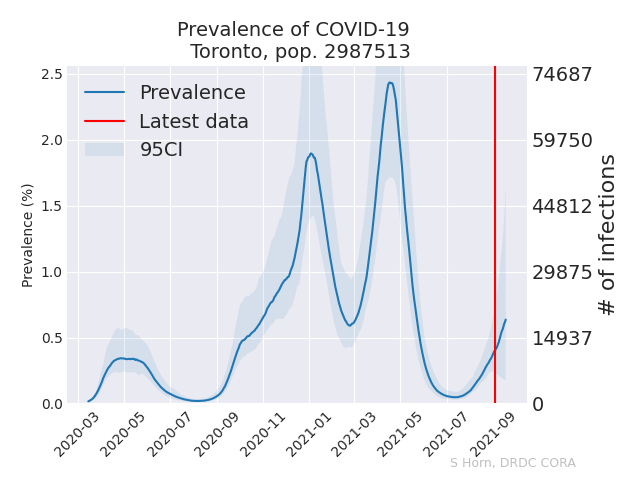 Prevalence of COVID-19
Toronto, pop. 2987513
Prevalence
Latest data
95CI
Prevalence (%)
2.5
2.0
1.5
1.0
0.5
0.0
74687
59750
44812
29875
14937
0
# of infections
2020-03
2020-05
2020-07
2020-09
2020-11
2021-01
2021-03
2021-05
2021-07
2021-09
S Horn, DRDC CORA